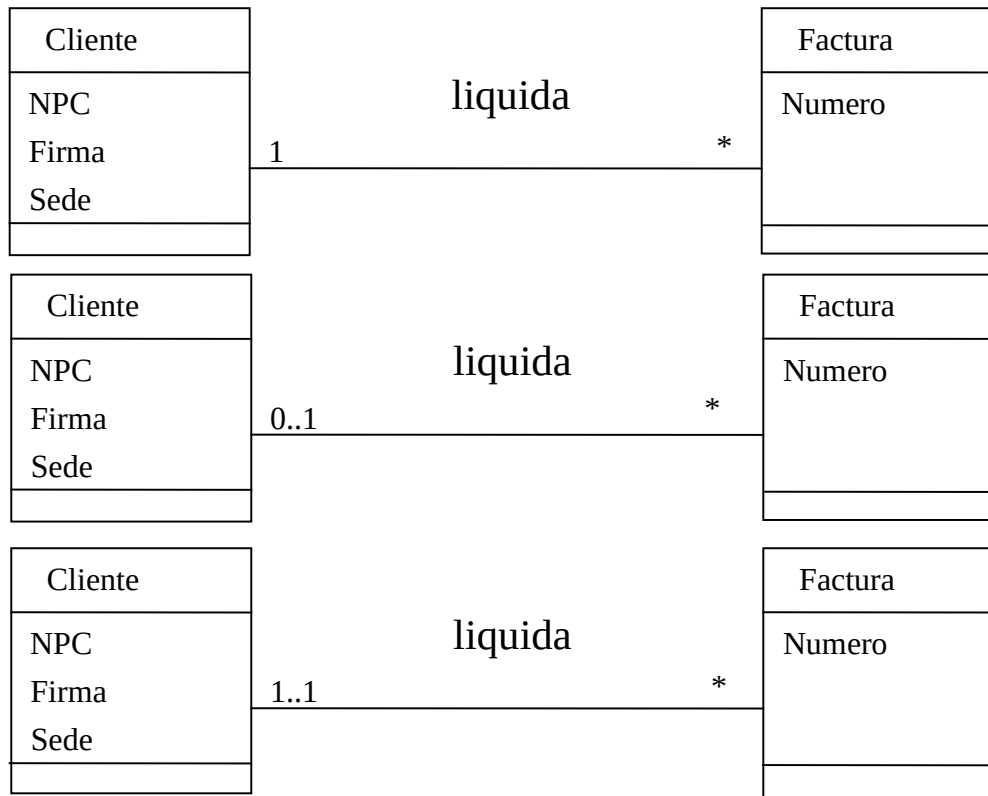 Cliente
Factura
NPC
liquida
Numero
Firma
1
*
Sede
Cliente
Factura
NPC
liquida
Numero
Firma
0..1
*
Sede
Cliente
Factura
NPC
liquida
Numero
Firma
1..1
*
Sede